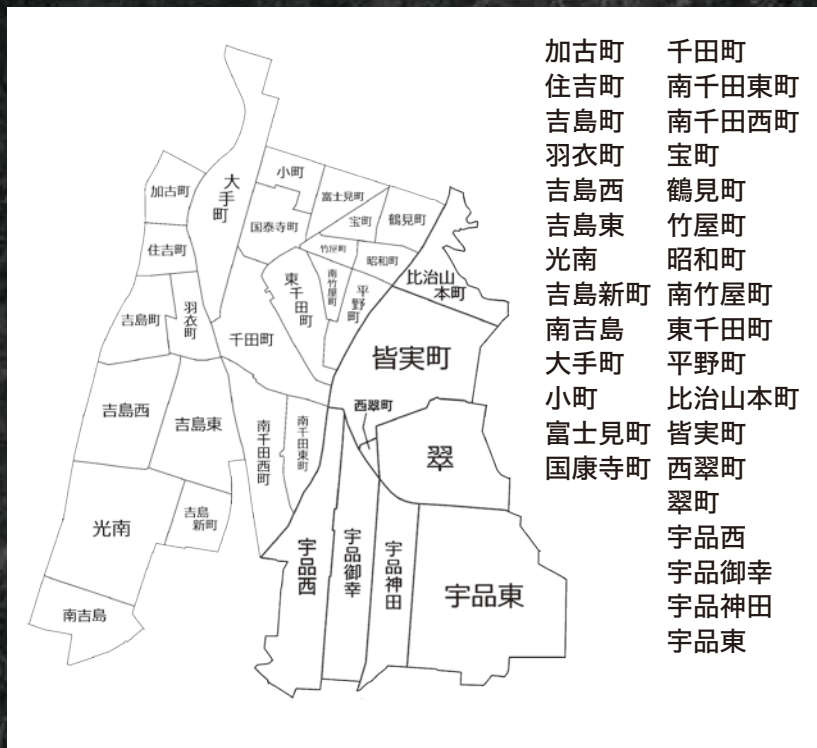 大手町
小町
富士見町
加古町
国泰寺町
宝町
鶴見町
住吉町
竹屋町
昭和町
比治山
本町
東千田町
南竹屋町
平野町
吉島町
羽衣町
千田町
皆実町
吉島西
吉島東
西翠町
南千田西町
南千田東町
翠
光南
吉島
新町
宇品西
宇品御幸
宇品神田
宇品東
南吉島
加古町
住吉町
吉島町
羽衣町
吉島西
吉島東
光南
吉島新町
南吉島
大手町
小町
富士見町
国康寺町
千田町
南千田東町
南千田西町
宝町
鶴見町
竹屋町
昭和町
南竹屋町
東千田町
平野町
比治山本町
皆実町
西翠町
翠町
宇品西
宇品御幸
宇品神田
宇品東